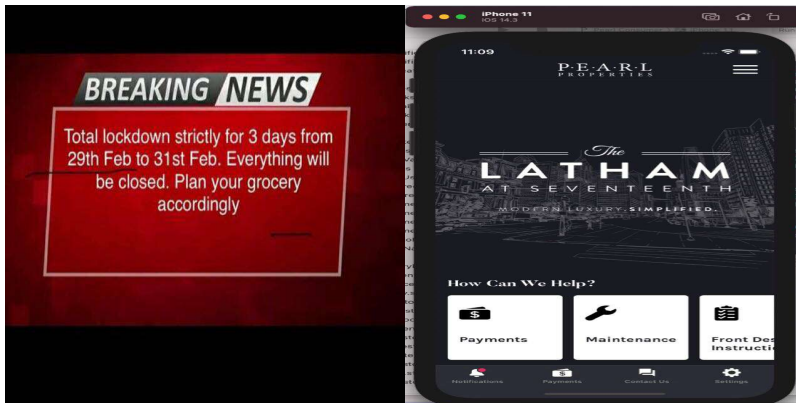 BREAKING NEWS
Total lockdown strictly for 3 days from
29th Feb to 31st Feb. Everything will
be closed. Plan your grocery
accordingly
iPhone 11
iOS 14.3
11:09
P·E·A·R·L
PROPERTIES
The
LATHAM
AT SEVENTEENTH
MODERN LUXURY. SIMPLIFIED.
How Can We Help?
Payments
Maintenance
Front Des
Instructi
Notifications
Payments
Contact Us
Settings